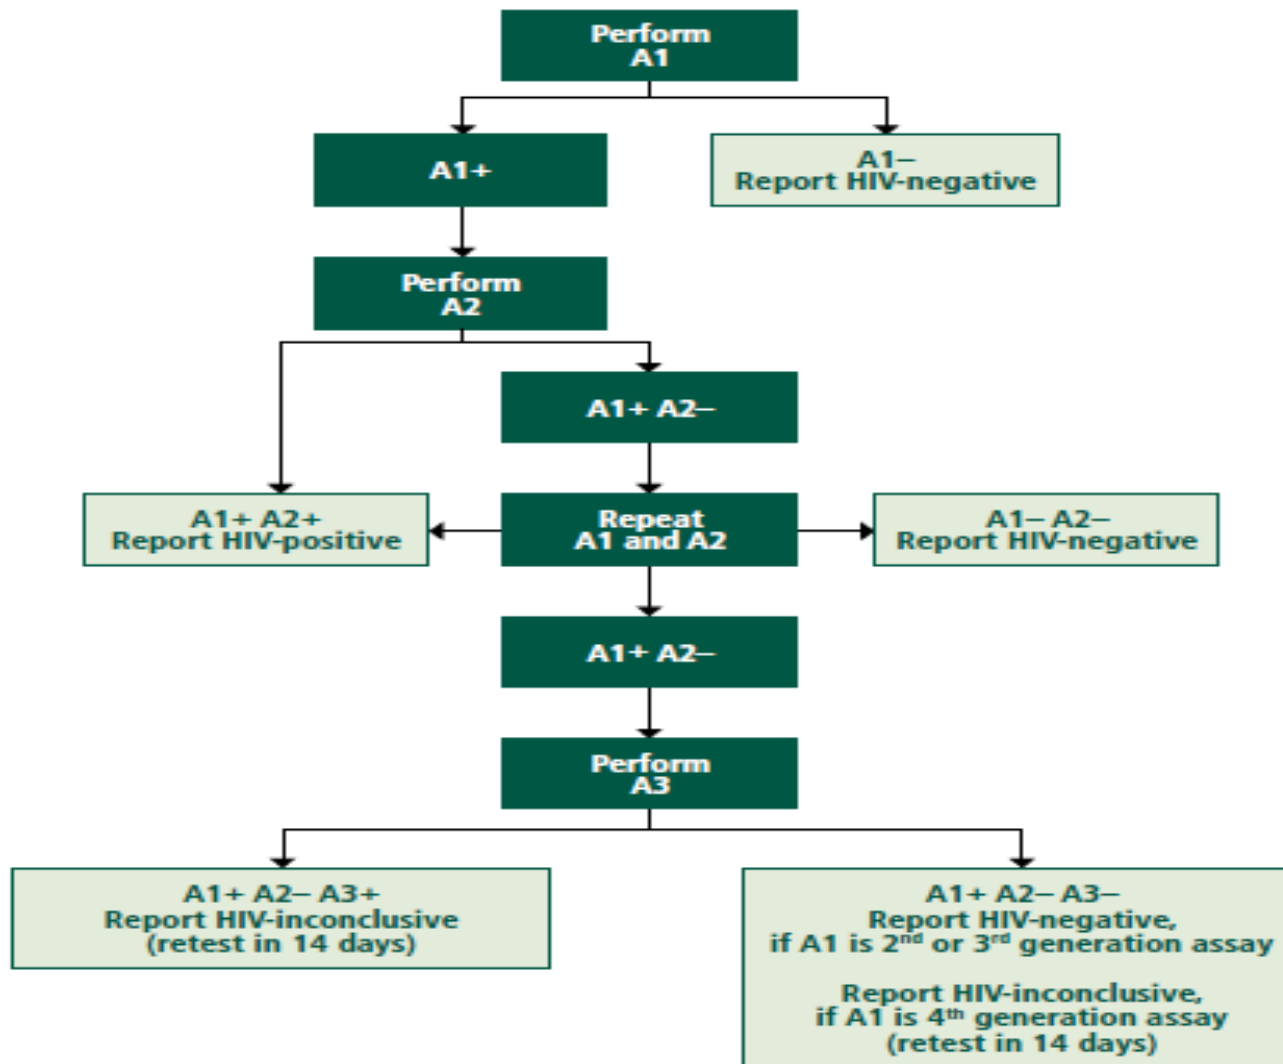 Perform
A1
A1+
A1–
Report HIV-negative
Perform
A2
A1+ A2–
A1+ A2+
Report HIV-positive
Repeat
A1 and A2
A1– A2–
Report HIV-negative
A1+ A2–
Perform
A3
A1+ A2– A3+
Report HIV-inconclusive
(retest in 14 days)
A1+ A2– A3–
Report HIV-negative,
if A1 is 2nd or 3rd generation assay
Report HIV-inconclusive,
if A1 is 4th generation assay
(retest in 14 days)